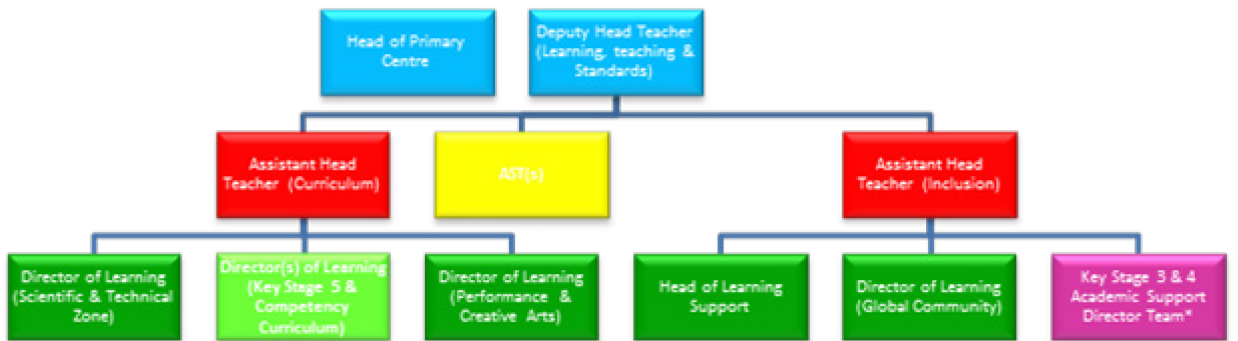 Head of Primary
Centre
Deputy Head Teacher
(Learning, teaching &
Standards)
Assistant Head
Teacher (Curriculum)
AST(s)
Assistant Head
Teacher (Inclusion)
Director of Learning
(Scientific & Technical
Zone)
Director(s) of Learning
(Key Stage 5 &
Competency
Curriculum)
Director of Learning
(Performance &
Creative Arts)
Head of Learning
Support
Director of Learning
(Global Community)
Key Stage 3 & 4
Academic Support
Director Team*